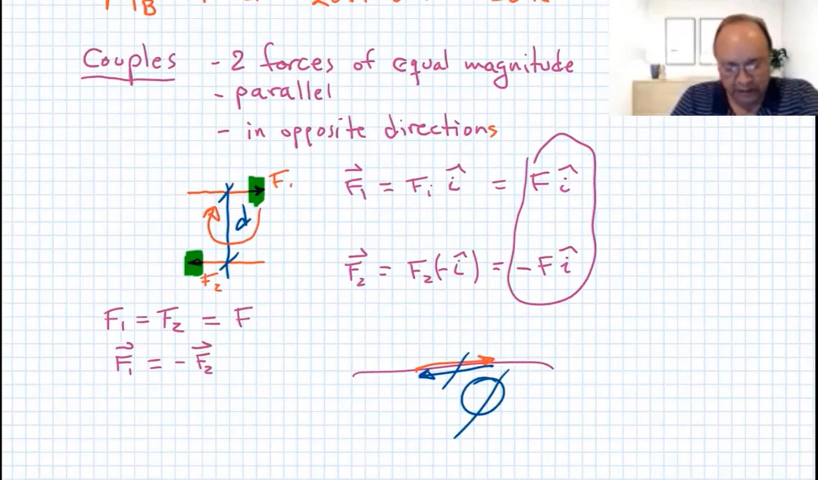 Couples - 2 forces of equal magnitude
- parallel
- in opposite directions
F₁
d
F₂
F⃗₁ = F₁ î = F î
F⃗₂ = F₂(-î) = -F î
F₁ = F₂ = F
F⃗₁ = - F⃗₂